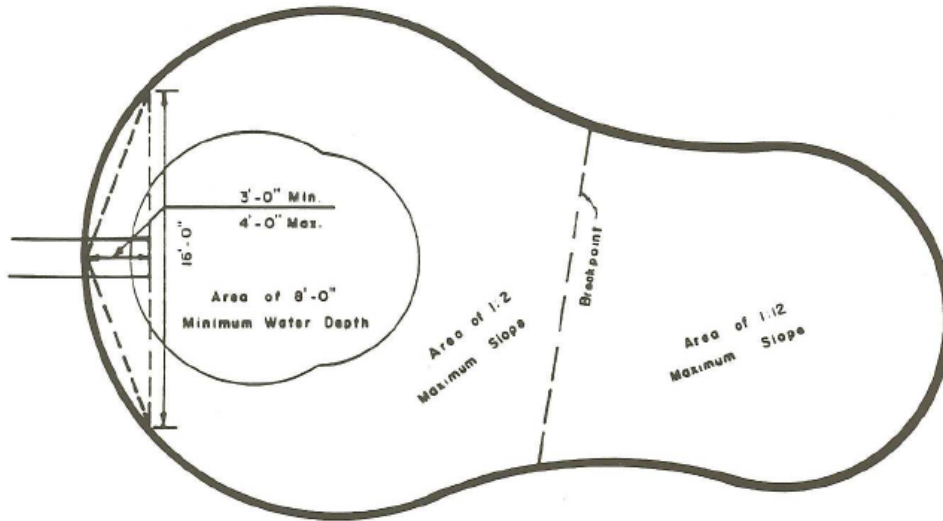 3'-0" Min.
4'-0" Max.
16'-0"
Area of 8'-0"
Minimum Water Depth
Area of 1:2
Maximum Slope
Breakpoint
Area of 1:12
Maximum Slope